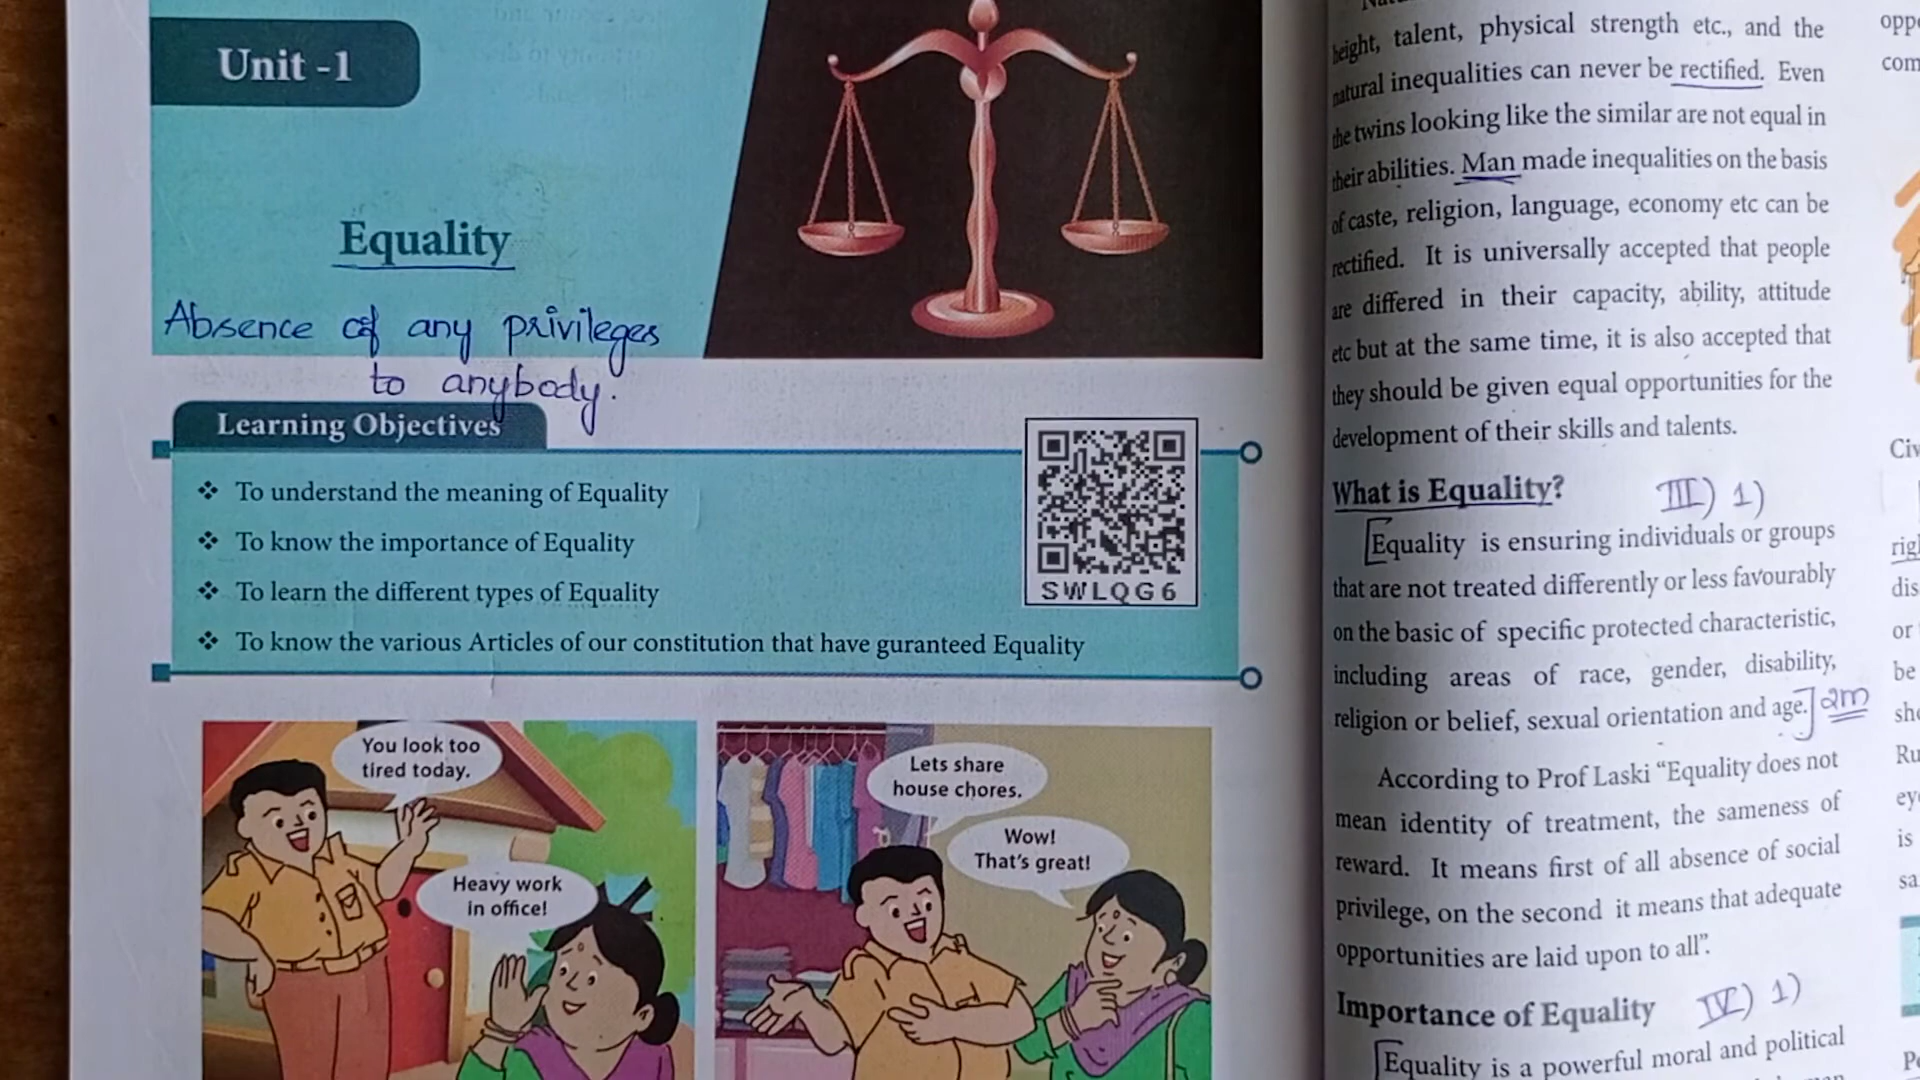 Unit -1
Equality
Absence of any privileges
to anybody.
Learning Objectives
❖ To understand the meaning of Equality
❖ To know the importance of Equality
❖ To learn the different types of Equality
❖ To know the various Articles of our constitution that have guranteed Equality
SWLQG6
You look too
tired today.
Heavy work
in office!
Lets share
house chores.
Wow!
That's great!
height, talent, physical strength etc., and the
natural inequalities can never be rectified. Even
the twins looking like the similar are not equal in
their abilities. Man made inequalities on the basis
of caste, religion, language, economy etc can be
rectified. It is universally accepted that people
are differed in their capacity, ability, attitude
etc but at the same time, it is also accepted that
they should be given equal opportunities for the
development of their skills and talents.
What is Equality? III) 1)
Equality is ensuring individuals or groups
that are not treated differently or less favourably
on the basic of specific protected characteristic,
including areas of race, gender, disability,
religion or belief, sexual orientation and age. 2m
According to Prof Laski “Equality does not
mean identity of treatment, the sameness of
reward. It means first of all absence of social
privilege, on the second it means that adequate
opportunities are laid upon to all”.
Importance of Equality IV) 1)
Equality is a powerful moral and political